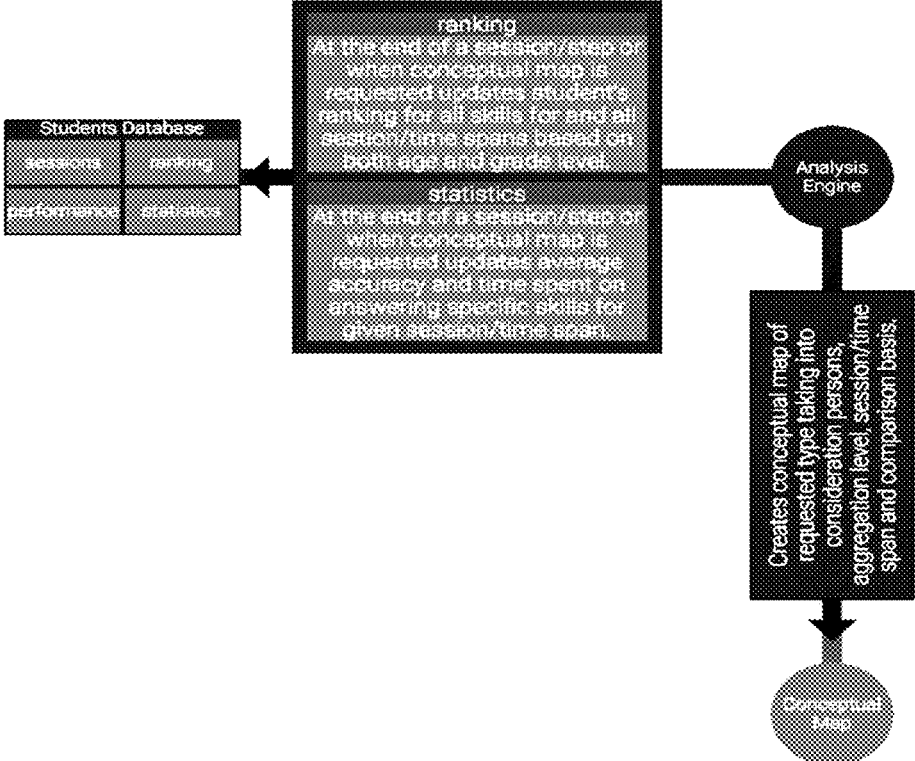 ranking
At the end of a session/step or
when conceptual map is
requested updates student's
ranking for all skills for and all
session/time spans based on
both age and grade level.
Students Database
sessions ranking
performance statistics
Analysis
Engine
statistics
At the end of a session/step or
when conceptual map is
requested updates average
accuracy and time spent on
answering specific skills for
given session/time span.
Creates conceptual map of
requested type taking into
consideration persons,
aggregation level, session/time
span and comparison basis.
Conceptual
Map